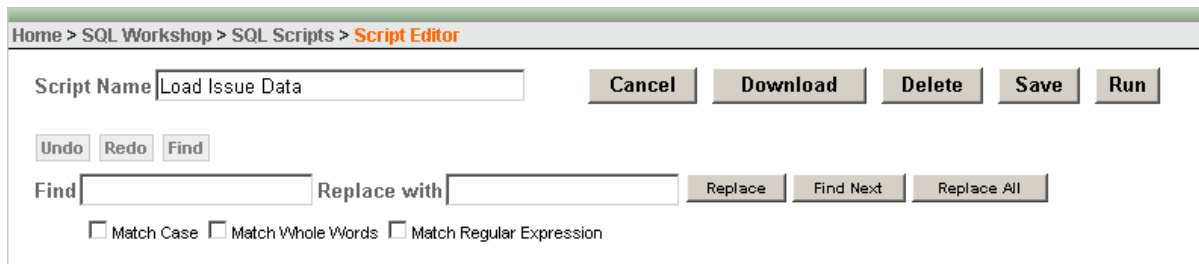 Home > SQL Workshop > SQL Scripts > Script Editor
Script Name Load Issue Data Cancel Download Delete Save Run
Undo Redo Find
Find Replace with Replace Find Next Replace All
Match Case Match Whole Words Match Regular Expression